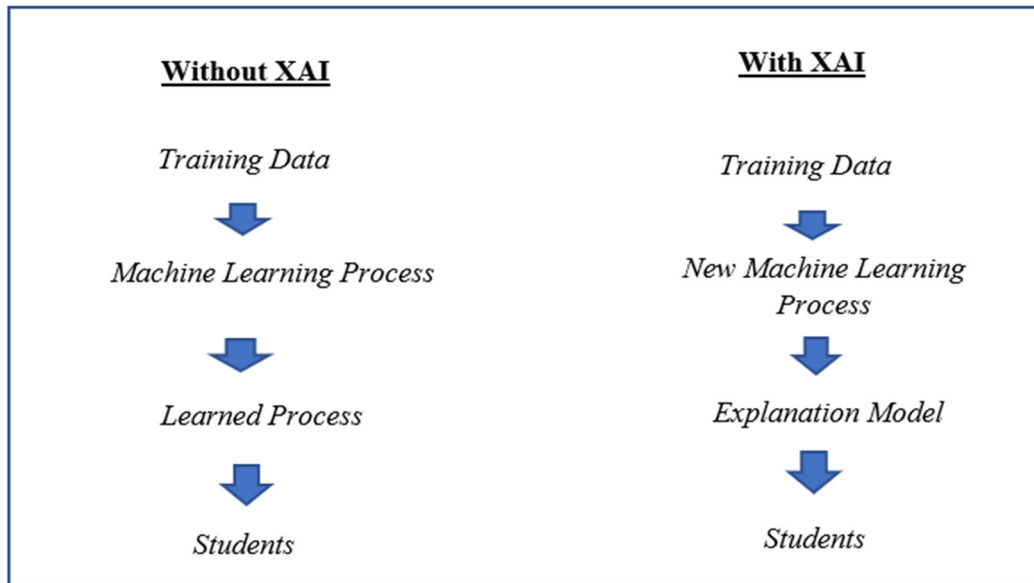 Without XAI
Training Data
Machine Learning Process
Learned Process
Students
With XAI
Training Data
New Machine Learning
Process
Explanation Model
Students